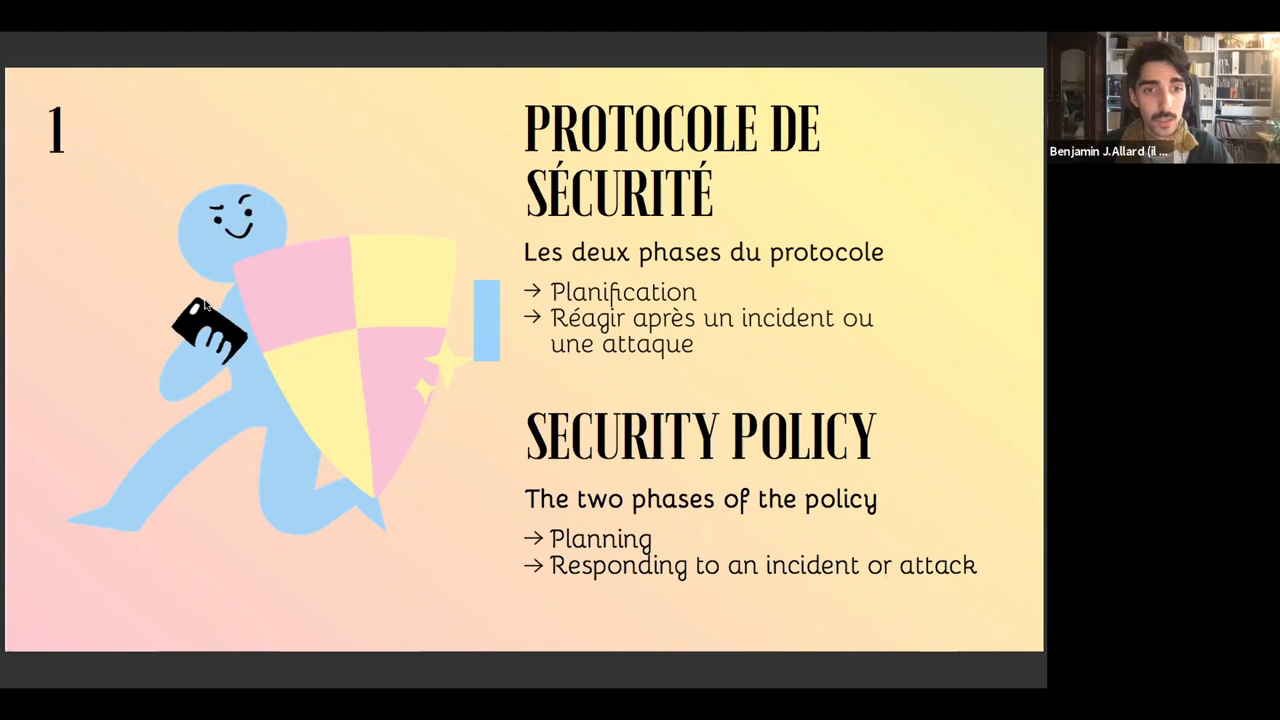 1
PROTOCOLE DE
SÉCURITÉ
Les deux phases du protocole
→ Planification
→ Réagir après un incident ou
une attaque
SECURITY POLICY
The two phases of the policy
→ Planning
→ Responding to an incident or attack
Benjamin J.Allard (il ...